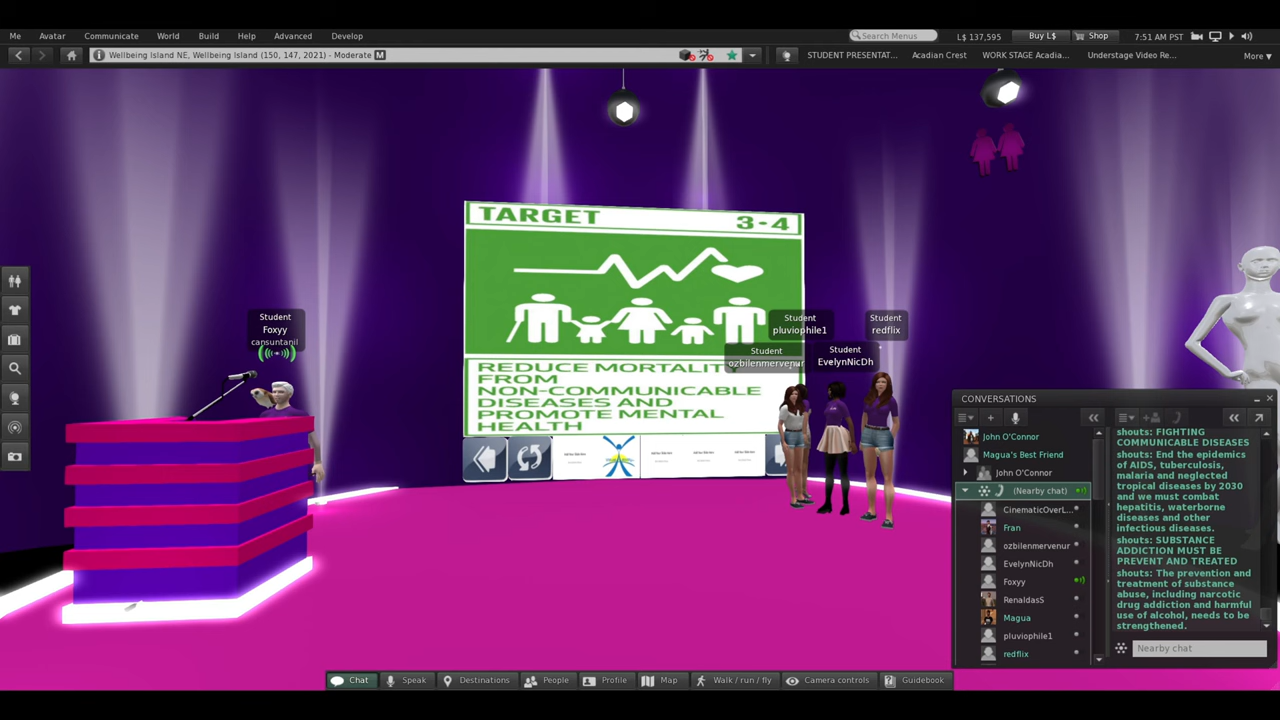 Me Avatar Communicate World Build Help Advanced Develop
Search Menus
L$ 137,595
Buy L$
Shop
7:51 AM PST
Wellbeing Island NE, Wellbeing Island (150, 147, 2021) - Moderate M
STUDENT PRESENTAT... Acadian Crest WORK STAGE Acadia... Understage Video Re... More
TARGET 3-4
REDUCE MORTALIT
FROM
NON-COMMUNICABLE
DISEASES AND
PROMOTE MENTAL
HEALTH
Student
Foxyy
cansuntanil
Student
pluviophile1
Student
redflix
Student
ozbilenmervenur
Student
EvelynNicDh
CONVERSATIONS
John O'Connor
Magua's Best Friend
John O'Connor
(Nearby chat)
CinematicOverL...
Fran
ozbilenmervenur
EvelynNicDh
Foxyy
RenaldasS
Magua
pluviophile1
redflix
shouts: FIGHTING
COMMUNICABLE DISEASES
shouts: End the epidemics
of AIDS, tuberculosis,
malaria and neglected
tropical diseases by 2030
and we must combat
hepatitis, waterborne
diseases and other
infectious diseases.
shouts: SUBSTANCE
ADDICTION MUST BE
PREVENT AND TREATED
shouts: The prevention and
treatment of substance
abuse, including narcotic
drug addiction and harmful
use of alcohol, needs to be
strengthened.
Nearby chat
Chat Speak Destinations People Profile Map Walk / run / fly Camera controls Guidebook